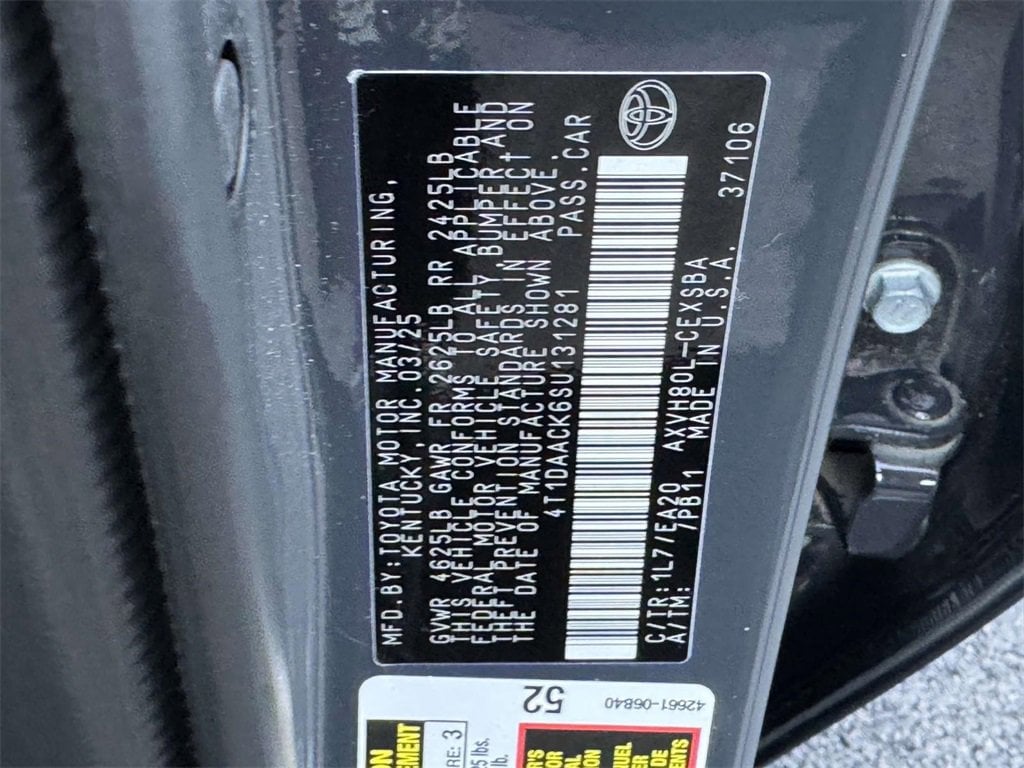 MFD.BY:TOYOTA MOTOR MANUFACTURING,
KENTUCKY, INC. 03/25
GVWR 4625LB GAWR FR 2625LB RR 2425LB
THIS VEHICLE CONFORMS TO ALL APPLICABLE
FEDERAL MOTOR VEHICLE SAFETY, BUMPER, AND
THEFT PREVENTION STANDARDS IN EFFECT ON
THE DATE OF MANUFACTURE SHOWN ABOVE.
4T1DAACK6SU131281 PASS.CAR
C/TR:1L7/EA20 AXVH80L-CEXSBA
A/TM: /PB11 MADE IN U.S.A. 37106
52
42661-06B40